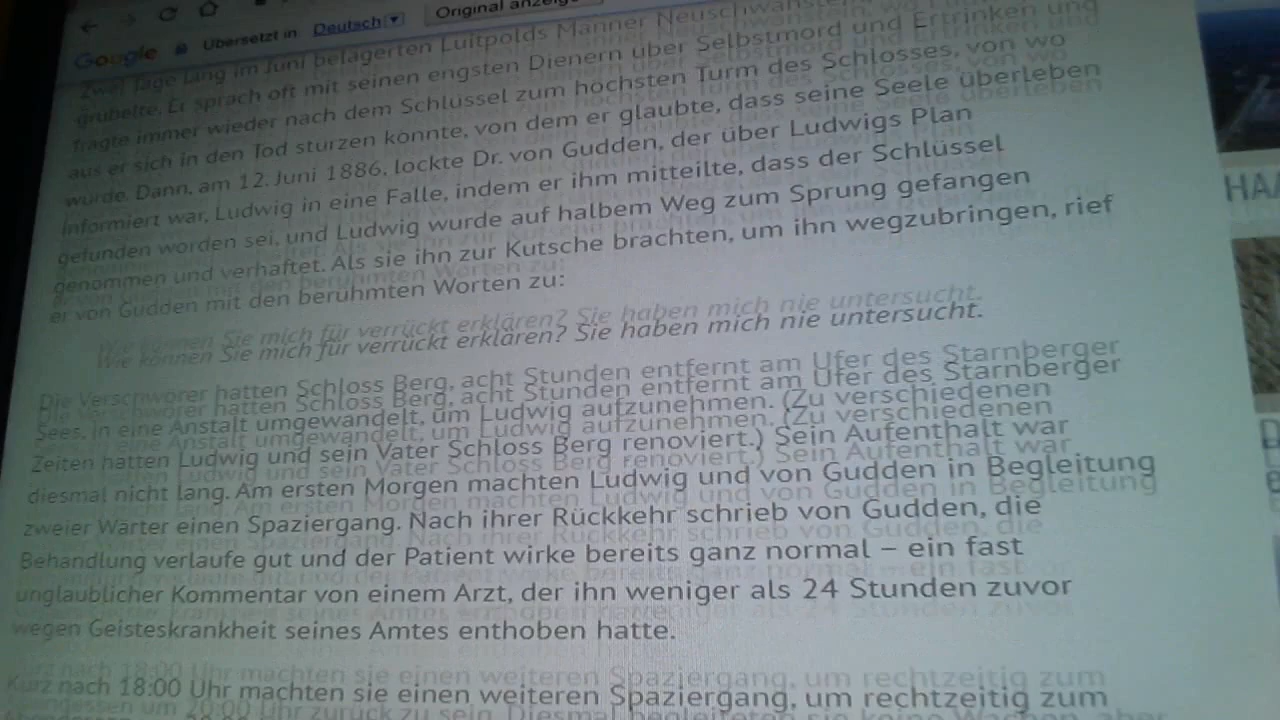 Google Übersetzt in Deutsch Original anzeigen
Zwei Tage lang im Juni belagerten Luitpolds Männer Neuschwanstein,
grübelte. Er sprach oft mit seinen engsten Dienern über Selbstmord und Ertrinken und
fragte immer wieder nach dem Schlüssel zum höchsten Turm des Schlosses, von wo
aus er sich in den Tod stürzen könnte, von dem er glaubte, dass seine Seele überleben
würde. Dann, am 12. Juni 1886, lockte Dr. von Gudden, der über Ludwigs Plan
informiert war, Ludwig in eine Falle, indem er ihm mitteilte, dass der Schlüssel
gefunden worden sei, und Ludwig wurde auf halbem Weg zum Sprung gefangen
genommen und verhaftet. Als sie ihn zur Kutsche brachten, um ihn wegzubringen, rief
er von Gudden mit den berühmten Worten zu:
Wie können Sie mich für verrückt erklären? Sie haben mich nie untersucht.
Die Verschwörer hatten Schloss Berg, acht Stunden entfernt am Ufer des Starnberger
Sees, in eine Anstalt umgewandelt, um Ludwig aufzunehmen. (Zu verschiedenen
Zeiten hatten Ludwig und sein Vater Schloss Berg renoviert.) Sein Aufenthalt war
diesmal nicht lang. Am ersten Morgen machten Ludwig und von Gudden in Begleitung
zweier Wärter einen Spaziergang. Nach ihrer Rückkehr schrieb von Gudden, die
Behandlung verlaufe gut und der Patient wirke bereits ganz normal – ein fast
unglaublicher Kommentar von einem Arzt, der ihn weniger als 24 Stunden zuvor
wegen Geisteskrankheit seines Amtes enthoben hatte.
Kurz nach 18:00 Uhr machten sie einen weiteren Spaziergang, um rechtzeitig zum
um 20:00 Uhr zurück zu sein. Diesmal begleiteten sie keine
HAA